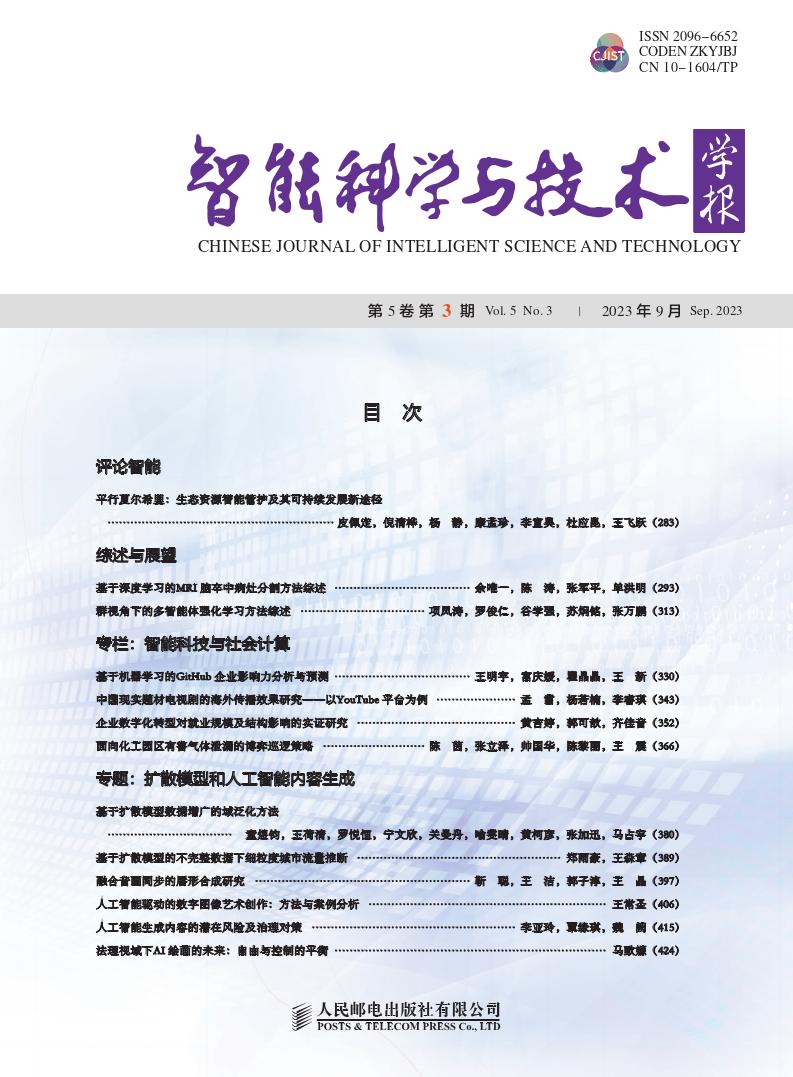 ISSN 2096-6652
CJIST
CODEN ZKYJBJ
CN 10-1604/TP
智能科学与技术学报
CHINESE JOURNAL OF INTELLIGENT SCIENCE AND TECHNOLOGY
第 5 卷 第 3 期 Vol. 5 No. 3 | 2023 年 9 月 Sep. 2023
目 次
评论智能
平行夏尔希里：生态资源智能管护及其可持续发展新途径
皮佩定，倪清桦，杨 静，康孟珍，李宜昊，杜应昆，王飞跃（283）
综述与展望
基于深度学习的MRI 脑卒中病灶分割方法综述 余唯一，陈 涛，张军平，单洪明（293）
群视角下的多智能体强化学习方法综述 项凤涛，罗俊仁，谷学强，苏炯铭，张万鹏（313）
专栏：智能科技与社会计算
基于机器学习的GitHub 企业影响力分析与预测 王明宇，富庆媛，瞿晶晶，王 新（330）
中国现实题材电视剧的海外传播效果研究——以YouTube 平台为例 孟 雷，杨若楠，李睿琪（343）
企业数字化转型对就业规模及结构影响的实证研究 黄吉婷，郭可歆，齐佳音（352）
面向化工园区有害气体泄漏的博弈巡逻策略 陈 茵，张立泽，帅国华，陈黎丽，王 震（366）
专题：扩散模型和人工智能内容生成
基于扩散模型数据增广的域泛化方法
童煜钧，王荷清，罗悦恒，宁文欣，关曼丹，喻雯晴，黄柯彦，张加迅，马占宇（380）
基于扩散模型的不完整数据下细粒度城市流量推断 郑雨豪，王森章（389）
融合音画同步的唇形合成研究 靳 聪，王 洁，郭子淳，王 晶（397）
人工智能驱动的数字图像艺术创作：方法与案例分析 王常圣（406）
人工智能生成内容的潜在风险及治理对策 李亚玲，覃缘琪，魏 阙（415）
法理视域下AI 绘画的未来：自由与控制的平衡 马歆媛（424）
人民邮电出版社有限公司
POSTS & TELECOM PRESS Co., LTD